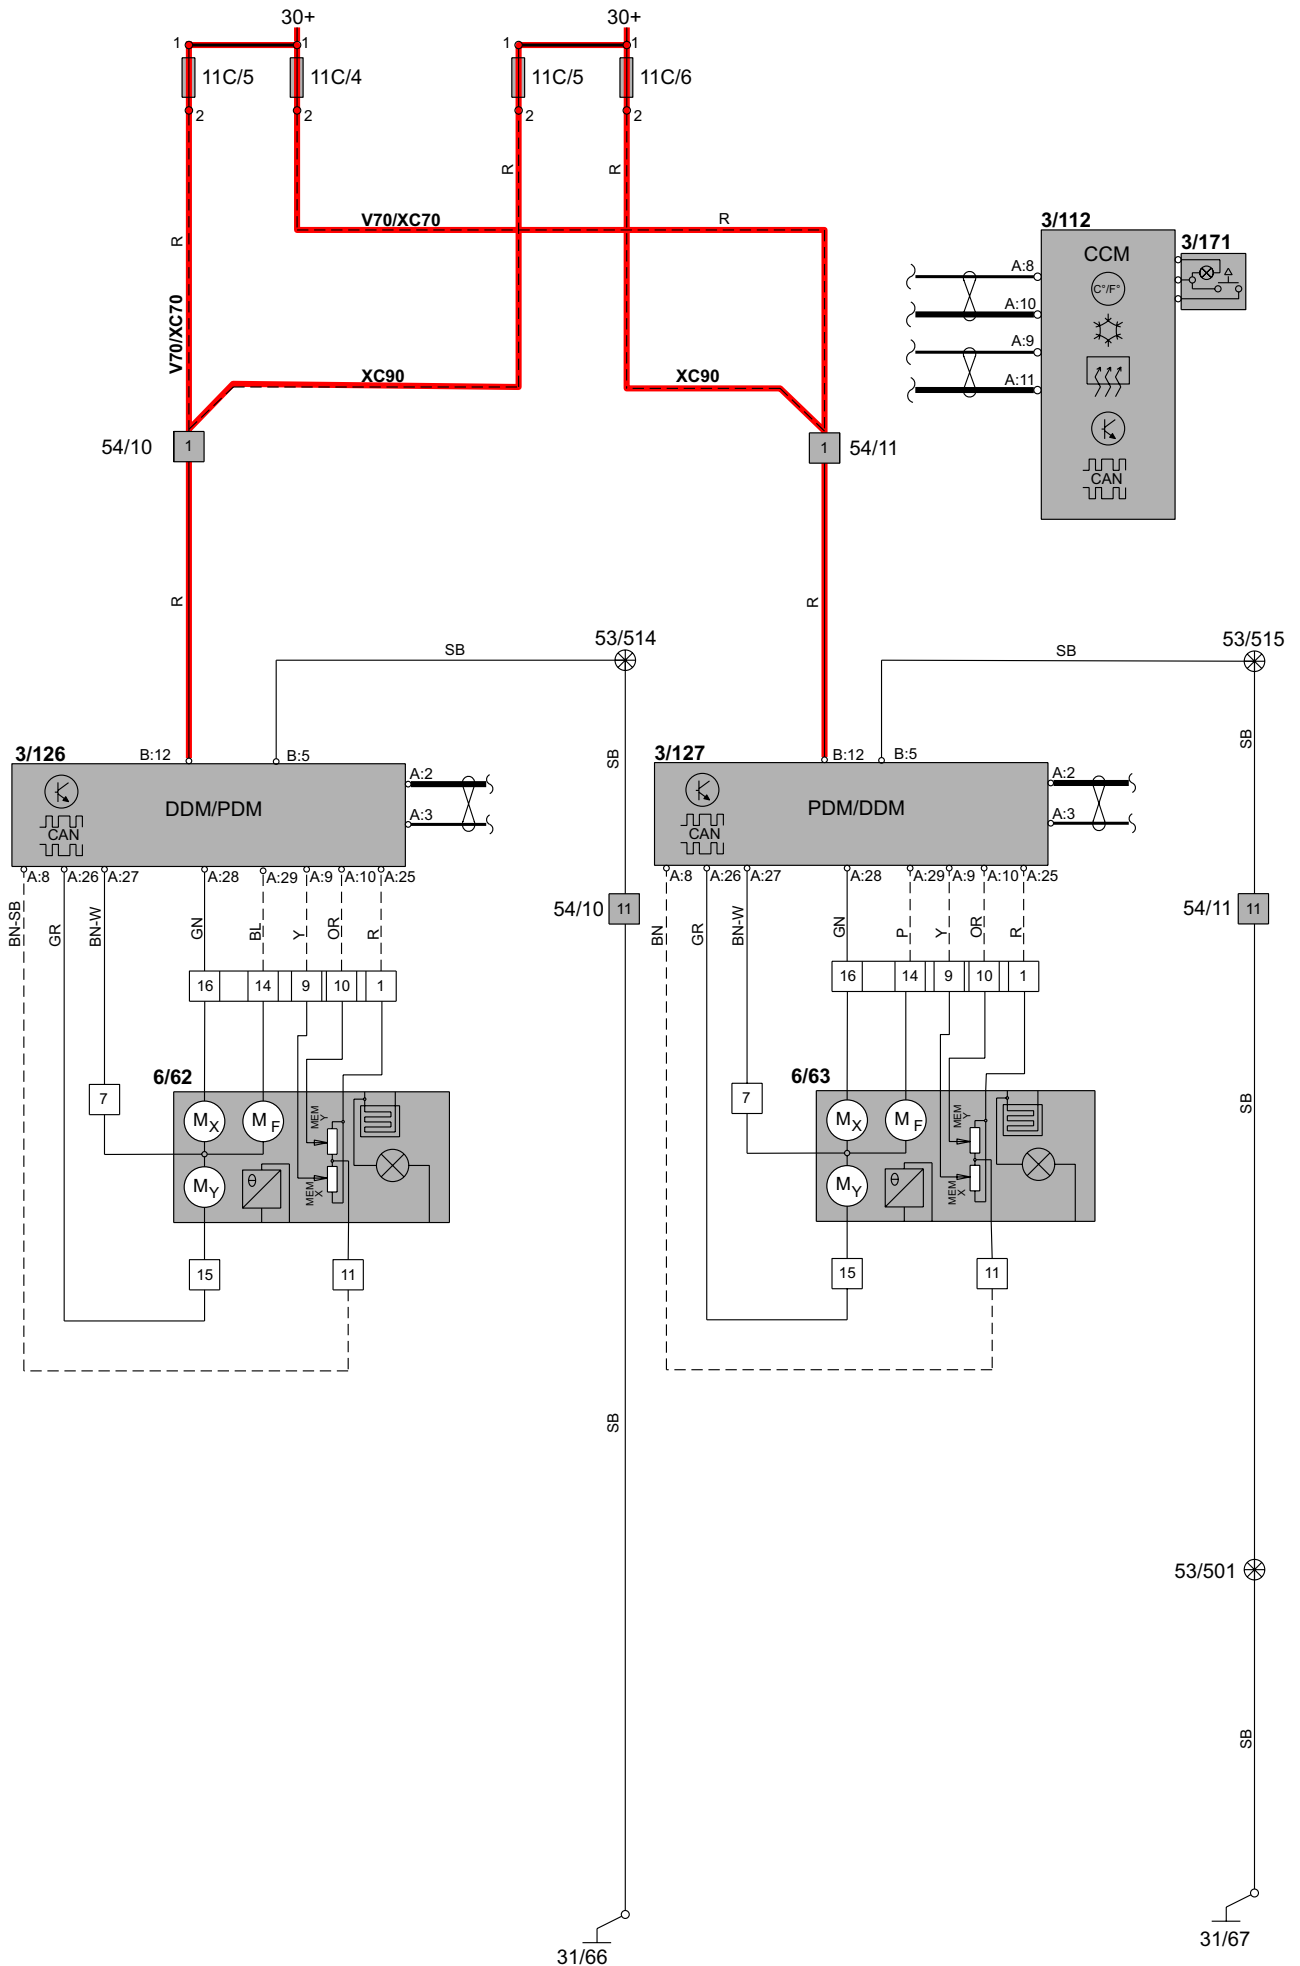 30+ 30+
1 1 1 1
11C/5 11C/4 11C/5 11C/6
2 2 2 2
R R
V70/XC70 R
R
3/112
3/171
CCM
A:8
C°/F°
A:10
A:9
A:11
CAN
V70/XC70
XC90 XC90
54/10 1 1 54/11
R R
53/514 53/515
SB SB
SB SB
3/126 B:12 B:5 3/127 B:12 B:5
A:2 A:2
DDM/PDM PDM/DDM
CAN A:3 CAN A:3
A:8 A:26 A:27 A:28 A:29 A:9 A:10 A:25 A:8 A:26 A:27 A:28 A:29 A:9 A:10 A:25
BN-SB GR BN-W GN BL Y OR R BN GR BN-W GN P Y OR R
54/10 11 54/11 11
16 14 9 10 1 16 14 9 10 1
6/62 6/63
7 7
SB
MX MF MEM Y MX MF MEM Y
MY θ MEM X MY θ MEM X
15 11 15 11
SB
53/501
SB
31/66 31/67